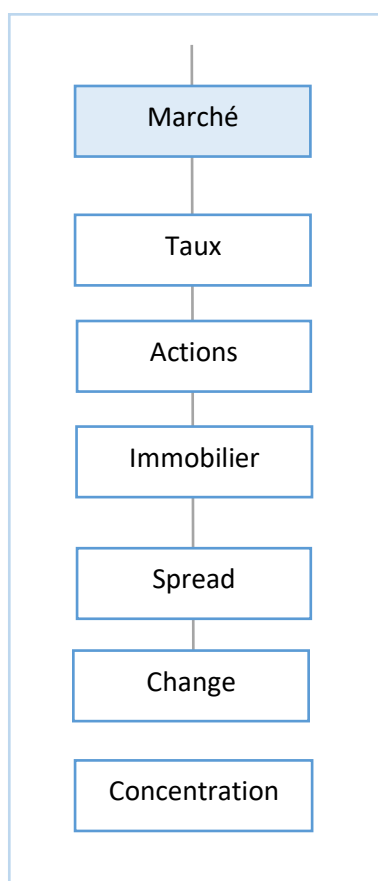 Marché
Taux
Actions
Immobilier
Spread
Change
Concentration